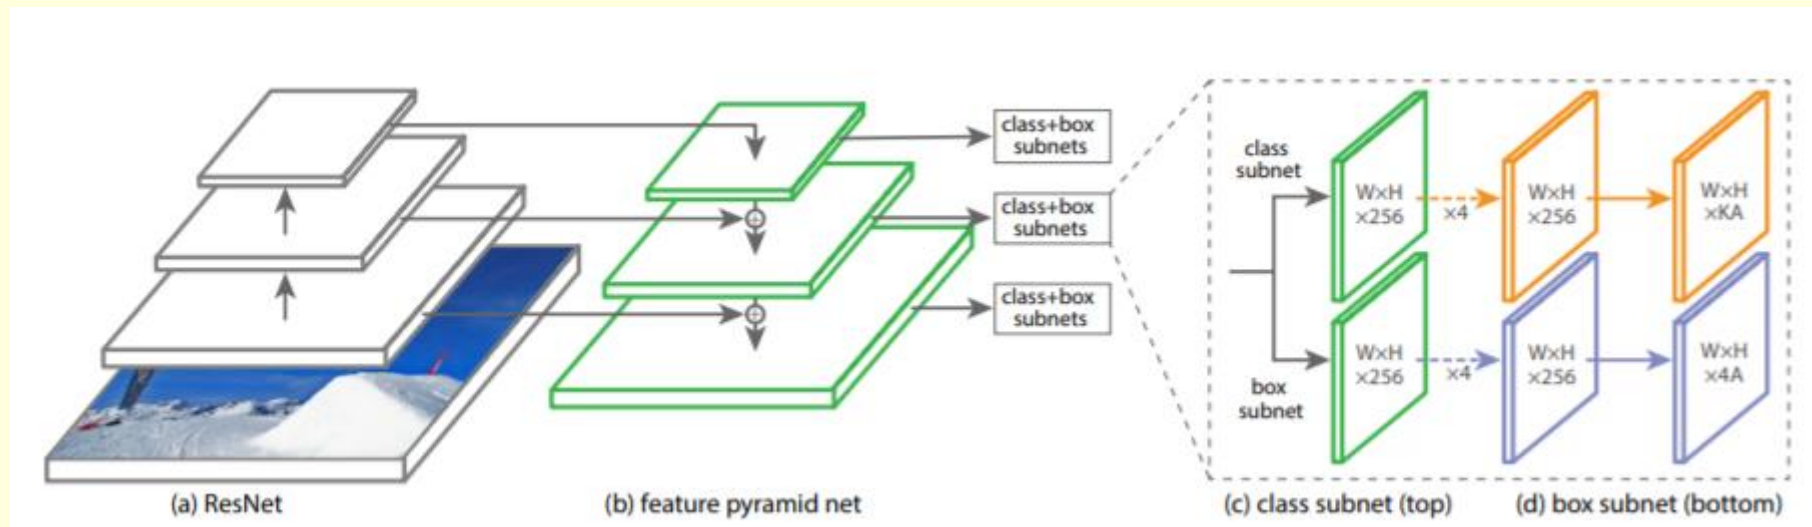 class+box
subnets
class+box
subnets
class+box
subnets
class
subnet
W×H
×256
×4
W×H
×256
W×H
×KA
box
subnet
W×H
×256
×4
W×H
×256
W×H
×4A
(a) ResNet
(b) feature pyramid net
(c) class subnet (top)
(d) box subnet (bottom)